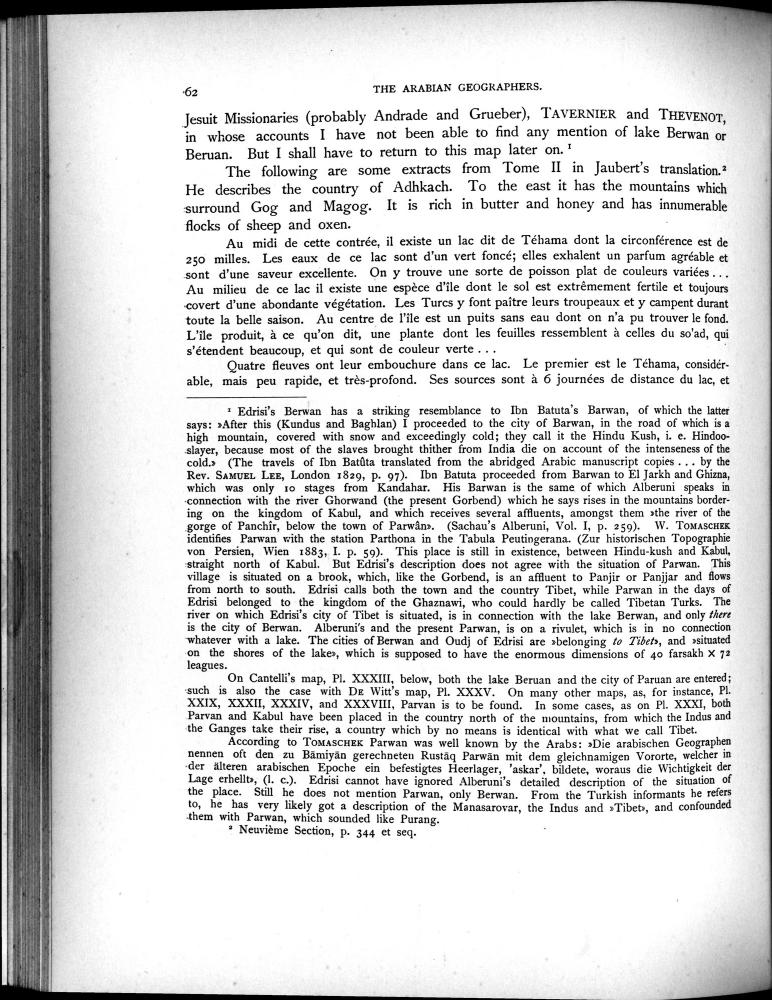 62
THE ARABIAN GEOGRAPHERS.
Jesuit Missionaries (probably Andrade and Grueber), TAVERNIER and THEVENOT,
in whose accounts I have not been able to find any mention of lake Berwan or
Beruan. But I shall have to return to this map later on. ¹
The following are some extracts from Tome II in Jaubert's translation.²
He describes the country of Adhkach. To the east it has the mountains which
surround Gog and Magog. It is rich in butter and honey and has innumerable
flocks of sheep and oxen.
Au midi de cette contrée, il existe un lac dit de Téhama dont la circonférence est de
250 milles. Les eaux de ce lac sont d'un vert foncé; elles exhalent un parfum agréable et
sont d'une saveur excellente. On y trouve une sorte de poisson plat de couleurs variées...
Au milieu de ce lac il existe une espèce d'île dont le sol est extrêmement fertile et toujours
covert d'une abondante végétation. Les Turcs y font paître leurs troupeaux et y campent durant
toute la belle saison. Au centre de l'île est un puits sans eau dont on n'a pu trouver le fond.
L'île produit, à ce qu'on dit, une plante dont les feuilles ressemblent à celles du so'ad, qui
s'étendent beaucoup, et qui sont de couleur verte...
Quatre fleuves ont leur embouchure dans ce lac. Le premier est le Téhama, considér-
able, mais peu rapide, et très-profond. Ses sources sont à 6 journées de distance du lac, et
¹ Edrisi's Berwan has a striking resemblance to Ibn Batuta's Barwan, of which the latter
says: »After this (Kundus and Baghlan) I proceeded to the city of Barwan, in the road of which is a
high mountain, covered with snow and exceedingly cold; they call it the Hindu Kush, i. e. Hindoo-
slayer, because most of the slaves brought thither from India die on account of the intenseness of the
cold.» (The travels of Ibn Batûta translated from the abridged Arabic manuscript copies... by the
Rev. SAMUEL LEE, London 1829, p. 97). Ibn Batuta proceeded from Barwan to El Jarkh and Ghizna,
which was only 10 stages from Kandahar. His Barwan is the same of which Alberuni speaks in
connection with the river Ghorwand (the present Gorbend) which he says rises in the mountains border-
ing on the kingdom of Kabul, and which receives several affluents, amongst them »the river of the
gorge of Panchîr, below the town of Parwân». (Sachau's Alberuni, Vol. I, p. 259). W. TOMASCHEK
identifies Parwan with the station Parthona in the Tabula Peutingerana. (Zur historischen Topographie
von Persien, Wien 1883, I. p. 59). This place is still in existence, between Hindu-kush and Kabul,
straight north of Kabul. But Edrisi's description does not agree with the situation of Parwan. This
village is situated on a brook, which, like the Gorbend, is an affluent to Panjir or Panjjar and flows
from north to south. Edrisi calls both the town and the country Tibet, while Parwan in the days of
Edrisi belonged to the kingdom of the Ghaznawi, who could hardly be called Tibetan Turks. The
river on which Edrisi's city of Tibet is situated, is in connection with the lake Berwan, and only there
is the city of Berwan. Alberuni's and the present Parwan, is on a rivulet, which is in no connection
whatever with a lake. The cities of Berwan and Oudj of Edrisi are »belonging to Tibet», and »situated
on the shores of the lake», which is supposed to have the enormous dimensions of 40 farsakh × 72
leagues.
On Cantelli's map, Pl. XXXIII, below, both the lake Beruan and the city of Paruan are entered;
such is also the case with DE Witt's map, Pl. XXXV. On many other maps, as, for instance, Pl.
XXIX, XXXII, XXXIV, and XXXVIII, Parvan is to be found. In some cases, as on Pl. XXXI, both
Parvan and Kabul have been placed in the country north of the mountains, from which the Indus and
the Ganges take their rise, a country which by no means is identical with what we call Tibet.
According to TOMASCHEK Parwan was well known by the Arabs: »Die arabischen Geographen
nennen oft den zu Bāmiyān gerechneten Rustāq Parwān mit dem gleichnamigen Vororte, welcher in
der älteren arabischen Epoche ein befestigtes Heerlager, 'askar', bildete, woraus die Wichtigkeit der
Lage erhellt», (l. c.). Edrisi cannot have ignored Alberuni's detailed description of the situation of
the place. Still he does not mention Parwan, only Berwan. From the Turkish informants he refers
to, he has very likely got a description of the Manasarovar, the Indus and »Tibet», and confounded
them with Parwan, which sounded like Purang.
² Neuvième Section, p. 344 et seq.